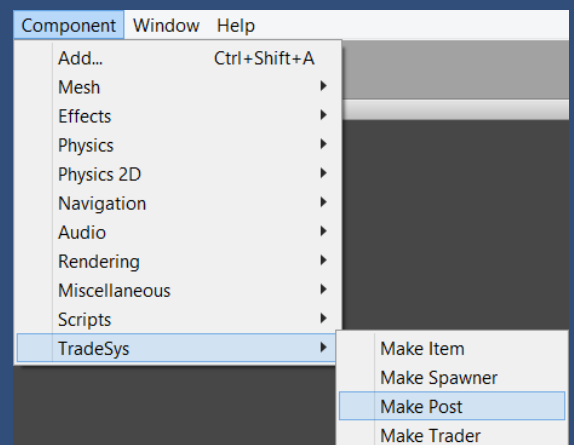 Component Window Help
Add... Ctrl+Shift+A
Mesh
Effects
Physics
Physics 2D
Navigation
Audio
Rendering
Miscellaneous
Scripts
TradeSys
Make Item
Make Spawner
Make Post
Make Trader